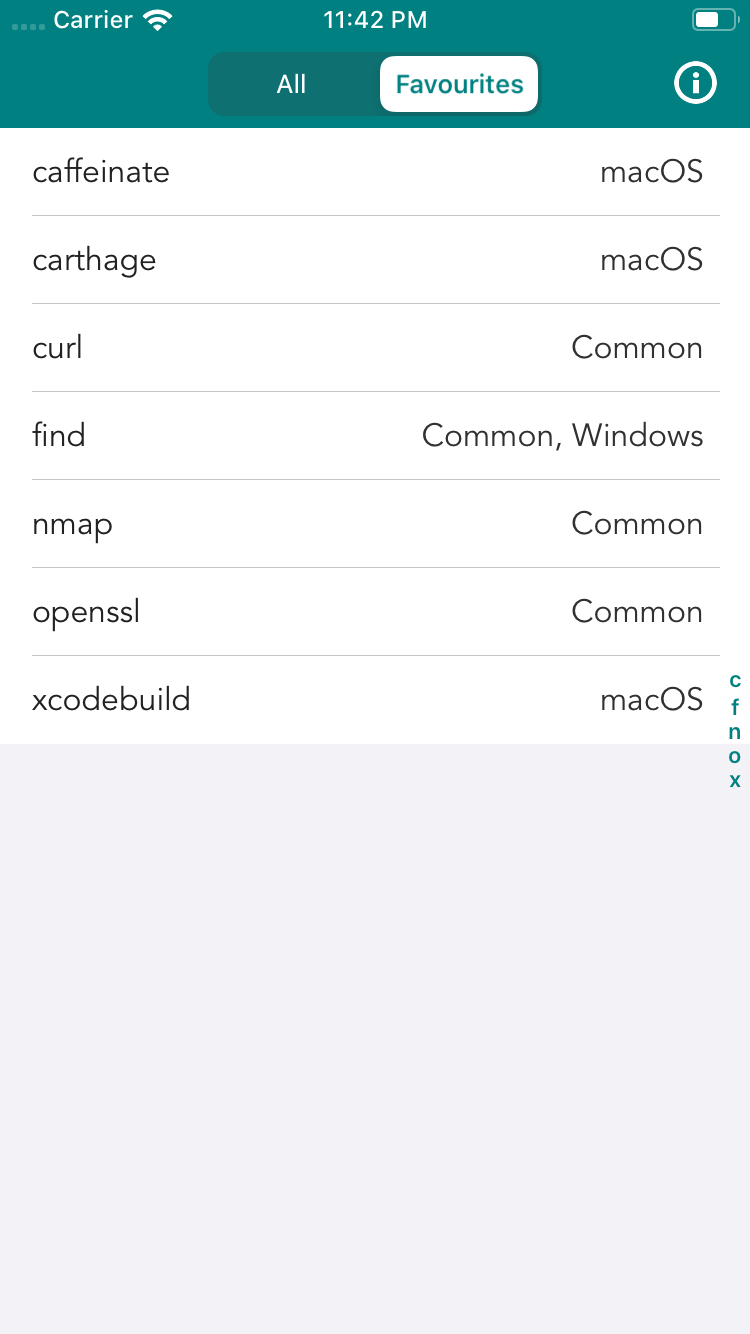 Carrier 11:42 PM
All Favourites
caffeinate macOS
carthage macOS
curl Common
find Common, Windows
nmap Common
openssl Common
xcodebuild macOS
c
f
n
o
x